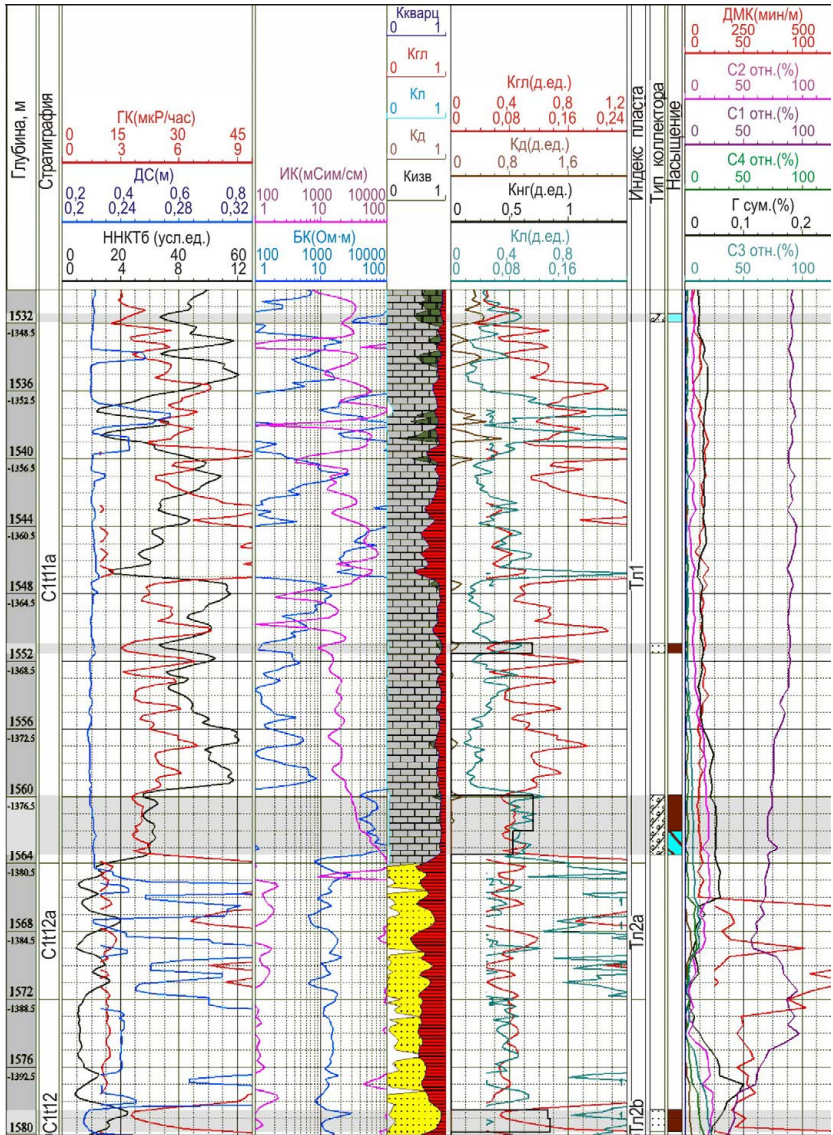 Глубина, м
Стратиграфия
ГК(мкР/час)
0 15 30 45
0 3 6 9
ДС(м)
0,2 0,4 0,6 0,8
0,2 0,24 0,28 0,32
ННКТб (усл.ед.)
0 20 40 60
0 4 8 12
ИК(мСим/см)
100 1000 10000
10
БК(Ом·м)
100 1000 10000
Ккварц
0 1
Кгл
0 1
Кл
0 1
Кд
0 1
Кизв
0 1
Кгл(д.ед.)
0 0,4 0,8 1,2
0 0,08 0,16 0,24
Кд(д.ед.)
0 0,8 1,6
Кнг(д.ед.)
0 0,5 1
Кл(д.ед.)
0 0,4 0,8
0 0,08 0,16
Индекс пласта
Тип коллектора
Насыщение
ДМК(мин/м)
0 250 500
0 50 100
С2 отн.(%)
0 50 100
С1 отн.(%)
0 50 100
С4 отн.(%)
0 50 100
Г сум.(%)
0 0,1 0,2
С3 отн.(%)
0 50 100
1532
-1348.5
1536
-1352.5
1540
-1356.5
1544
-1360.5
1548
-1364.5
1552
-1368.5
1556
-1372.5
1560
-1376.5
1564
-1380.5
1568
-1384.5
1572
-1388.5
1576
-1392.5
1580
C1t11a
C1t12a
C1t12
Тл1
Тл2a
Тл2b